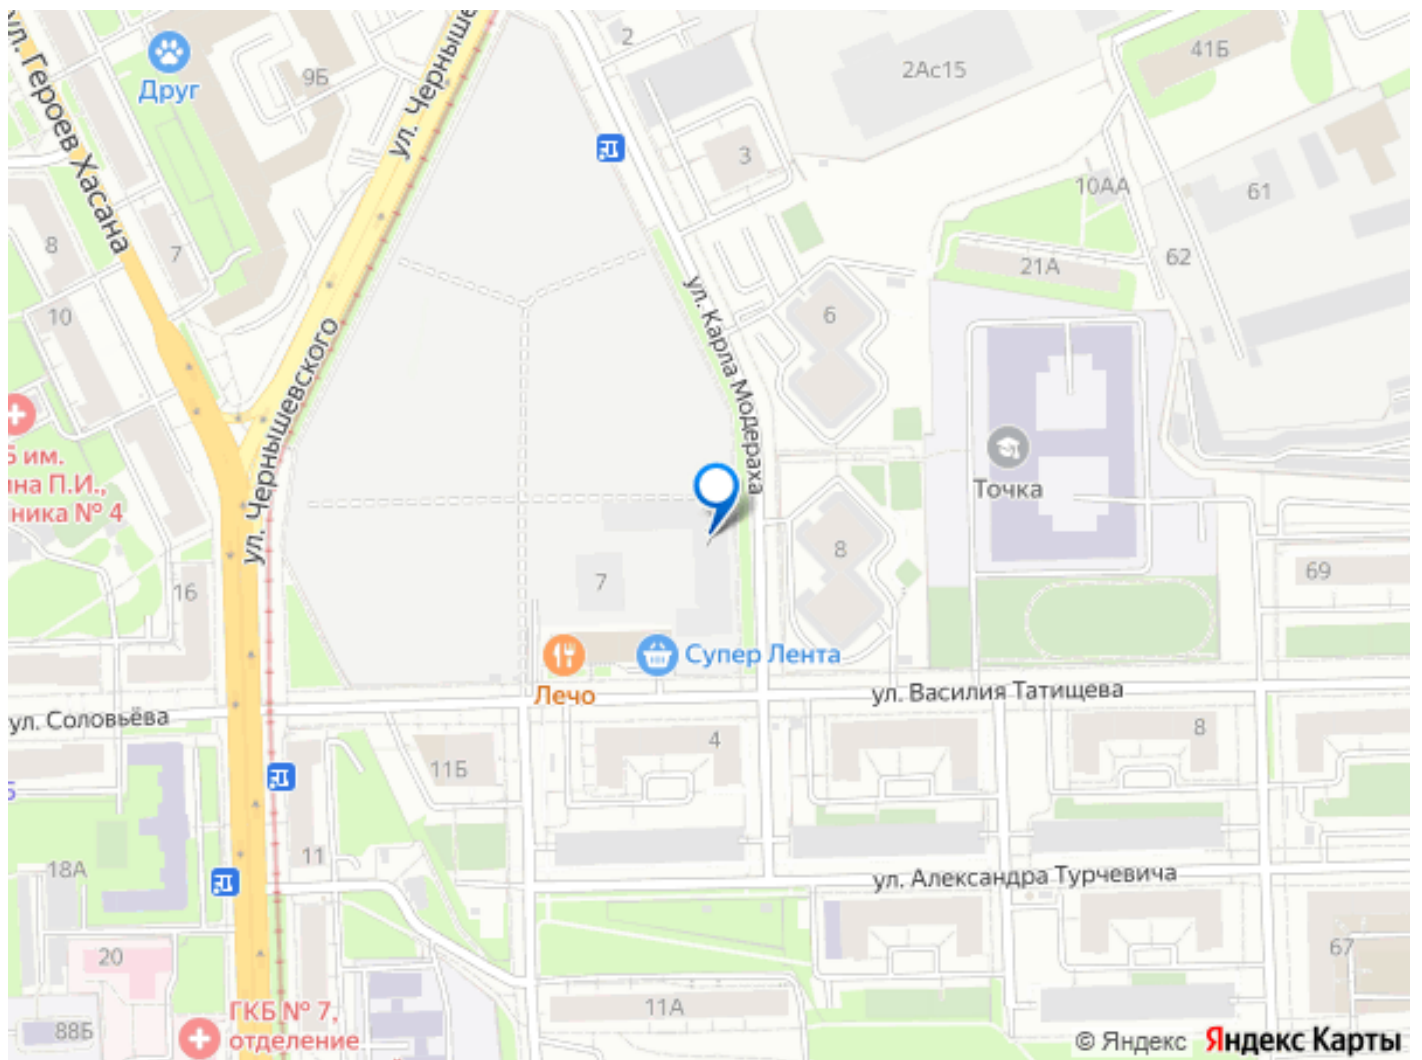 ул. Героев Хасана
Друг
9Б
ул. Черныше
2
2Ас15
41Б
3
10АА
61
62
21А
8
7
10
6
ул. Карла Модераха
ул. Чернышевского
Б им.
ина П.И.,
ника № 4
Точка
16
7
8
69
Лечо
Супер Лента
ул. Соловьёва
ул. Василия Татищева
4
8
11Б
Б
18А
11
ул. Александра Турчевича
20
67
11А
88Б
ГКБ № 7,
отделение
© Яндекс Яндекс Карты